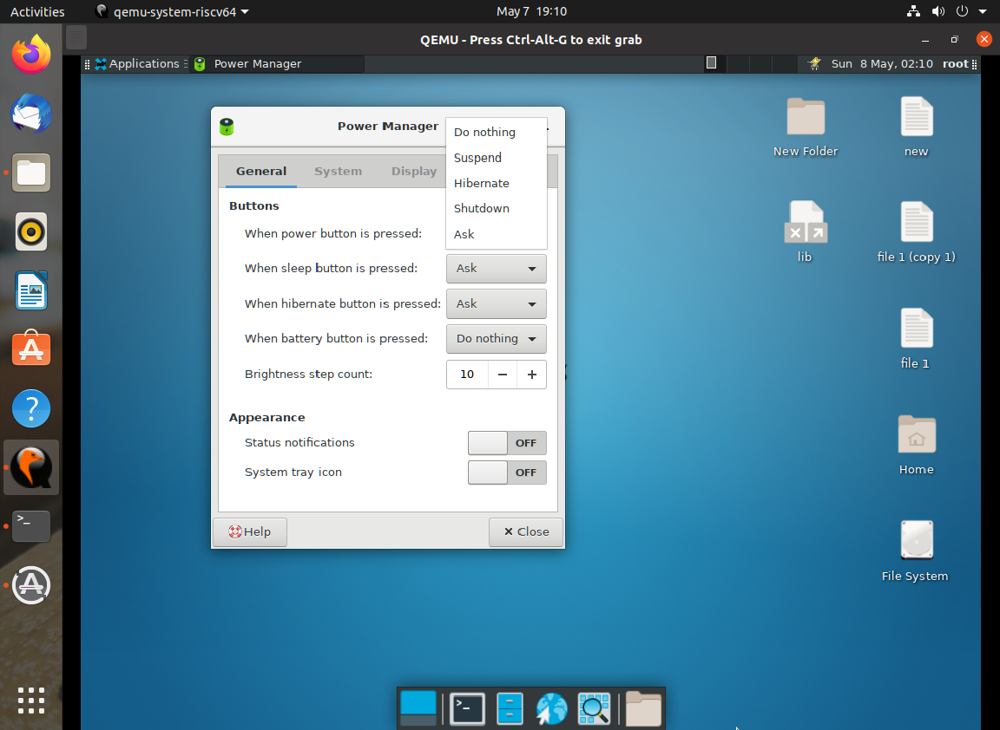 Activities qemu-system-riscv64 May 7 19:10
QEMU - Press Ctrl-Alt-G to exit grab
Applications Power Manager Sun 8 May, 02:10 root
Power Manager
Do nothing
Suspend
Hibernate
Shutdown
Ask
General System Display
Buttons
When power button is pressed:
When sleep button is pressed: Ask
When hibernate button is pressed: Ask
When battery button is pressed: Do nothing
Brightness step count: 10 − +
Appearance
Status notifications OFF
System tray icon OFF
Help Close
New Folder
new
lib
file 1 (copy 1)
file 1
Home
File System